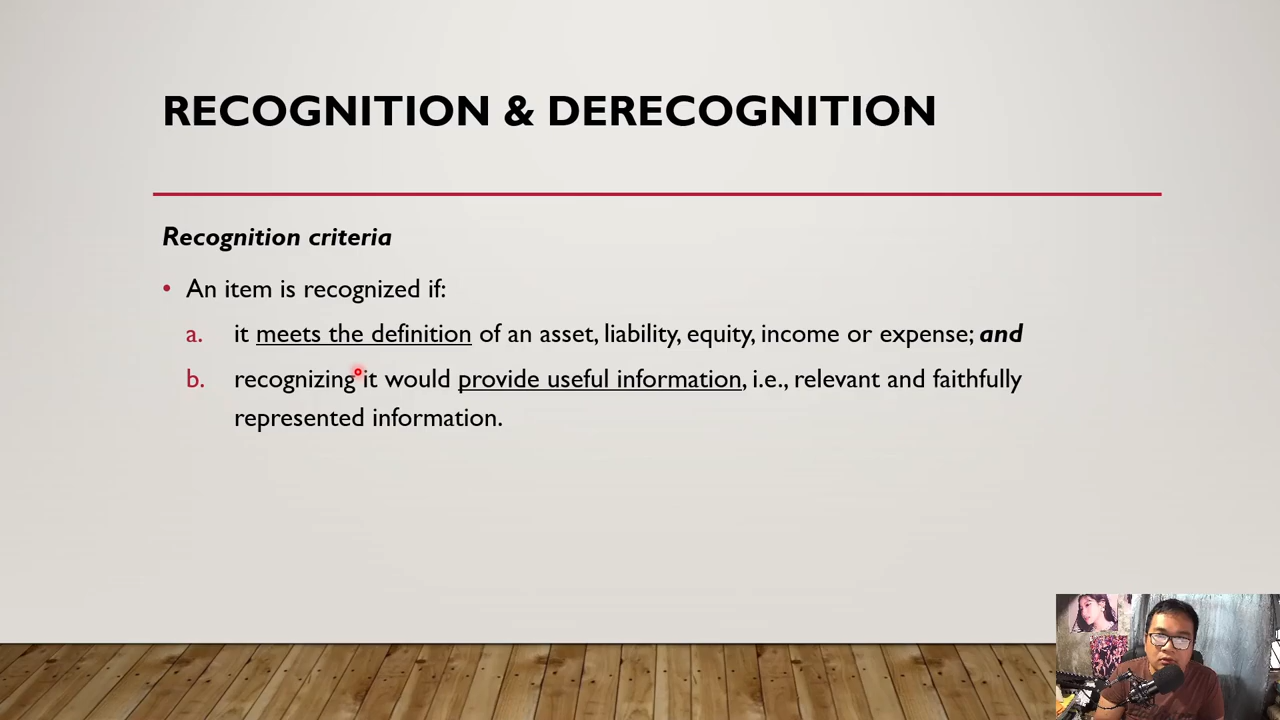 RECOGNITION & DERECOGNITION
Recognition criteria
• An item is recognized if:
a. it meets the definition of an asset, liability, equity, income or expense; and
b. recognizing it would provide useful information, i.e., relevant and faithfully
represented information.